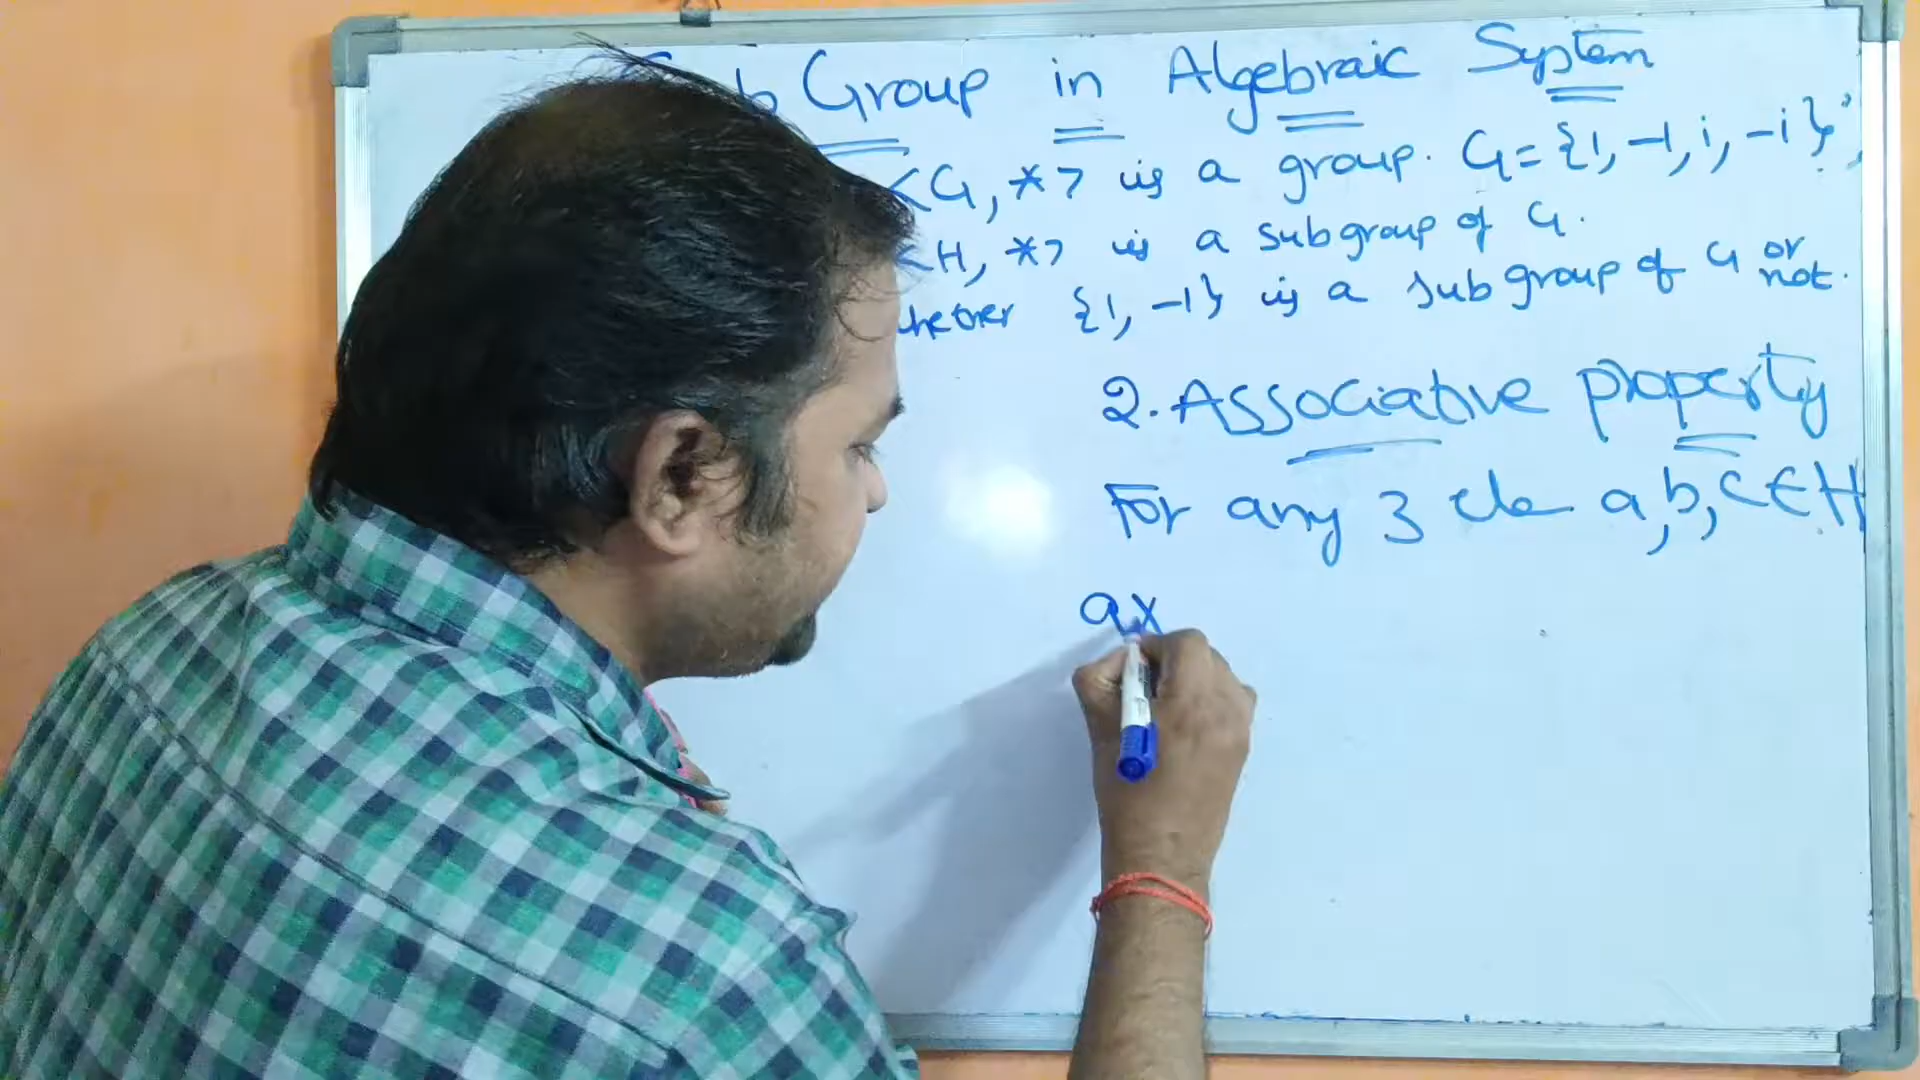 Group in Algebraic System
<G, *> is a group. G = {1, -1, i, -i}
<H, *> is a subgroup of G.
whether {1, -1} is a subgroup of G or not.
2. Associative property
For any 3 ele a, b, c ∈ H
a x